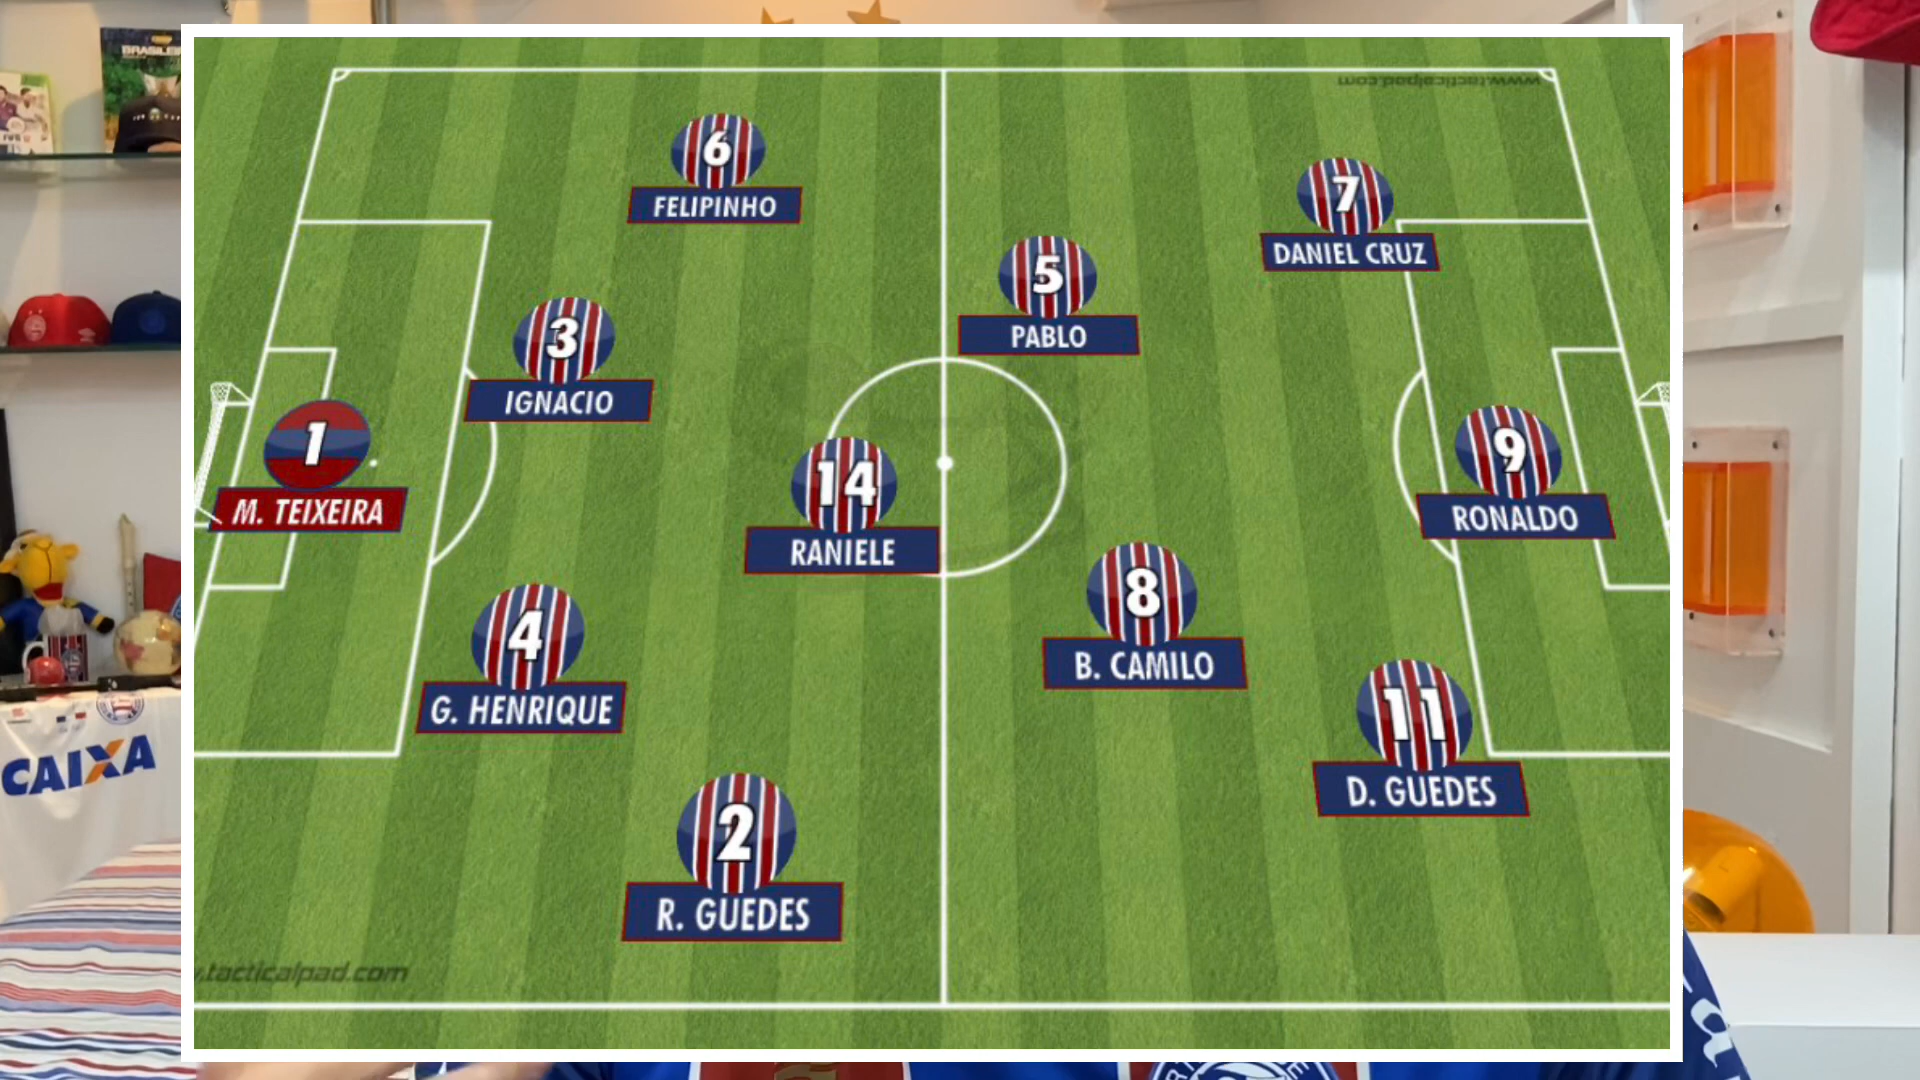 BRASILEI
www.tacticalpad.com
6
FELIPINHO
7
DANIEL CRUZ
5
PABLO
3
IGNACIO
1
M. TEIXEIRA
14
RANIELE
9
RONALDO
4
G. HENRIQUE
8
B. CAMILO
11
D. GUEDES
2
R. GUEDES
CAIXA
.tacticalpad.com